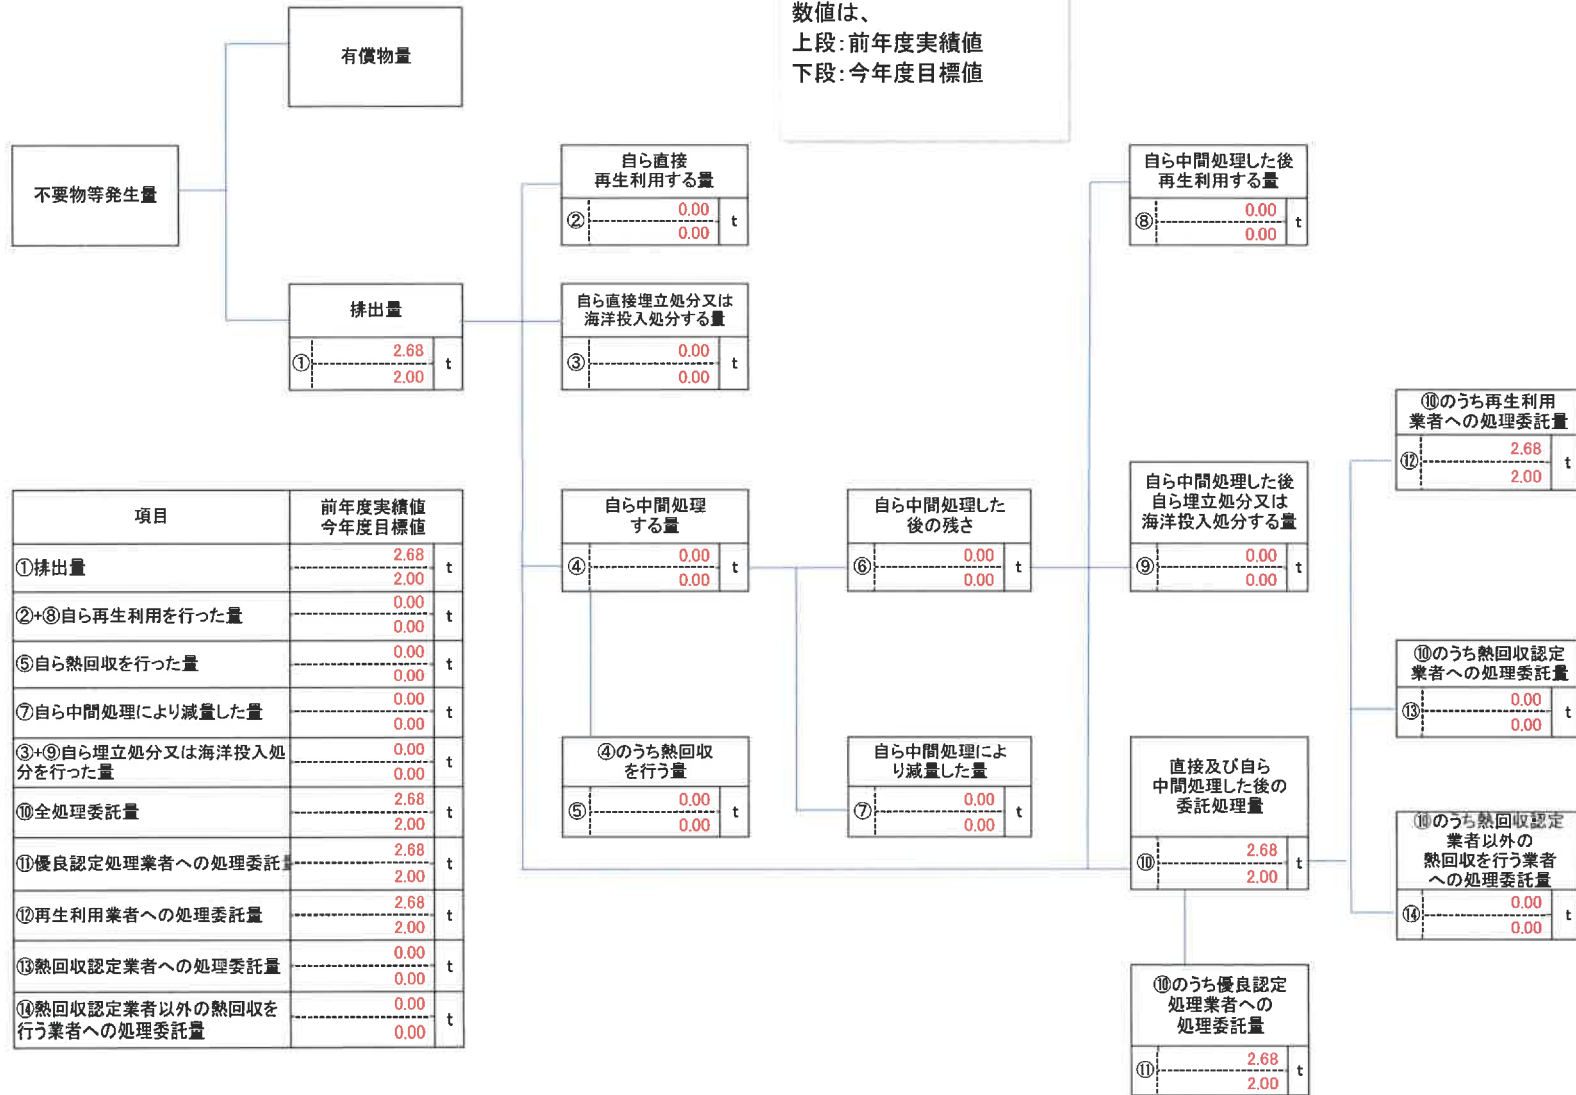 数値は、
上段：前年度実績値
下段：今年度目標値
有償物量
不要物等発生量
排出量
① 2.68 t
2.00
自ら直接
再生利用する量
② 0.00 t
0.00
自ら直接埋立処分又は
海洋投入処分する量
③ 0.00 t
0.00
自ら中間処理した後
再生利用する量
⑧ 0.00 t
0.00
自ら中間処理
する量
④ 0.00 t
0.00
自ら中間処理した
後の残さ
⑥ 0.00 t
0.00
自ら中間処理した後
自ら埋立処分又は
海洋投入処分する量
⑨ 0.00 t
0.00
⑩のうち再生利用
業者への処理委託量
⑫ 2.68 t
2.00
④のうち熱回収
を行う量
⑤ 0.00 t
0.00
自ら中間処理によ
り減量した量
⑦ 0.00 t
0.00
直接及び自ら
中間処理した後の
委託処理量
⑩ 2.68 t
2.00
⑩のうち熱回収認定
業者への処理委託量
⑬ 0.00 t
0.00
⑩のうち熱回収認定
業者以外の
熱回収を行う業者
への処理委託量
⑭ 0.00 t
0.00
⑩のうち優良認定
処理業者への
処理委託量
⑪ 2.68 t
2.00
項目 前年度実績値
今年度目標値
①排出量 2.68 t
2.00
②+⑧自ら再生利用を行った量 0.00 t
0.00
⑤自ら熱回収を行った量 0.00 t
0.00
⑦自ら中間処理により減量した量 0.00 t
0.00
③+⑨自ら埋立処分又は海洋投入処 0.00 t
分を行った量 0.00
⑩全処理委託量 2.68 t
2.00
⑪優良認定処理業者への処理委託 2.68 t
2.00
⑫再生利用業者への処理委託量 2.68 t
2.00
⑬熱回収認定業者への処理委託量 0.00 t
0.00
⑭熱回収認定業者以外の熱回収を 0.00 t
行う業者への処理委託量 0.00